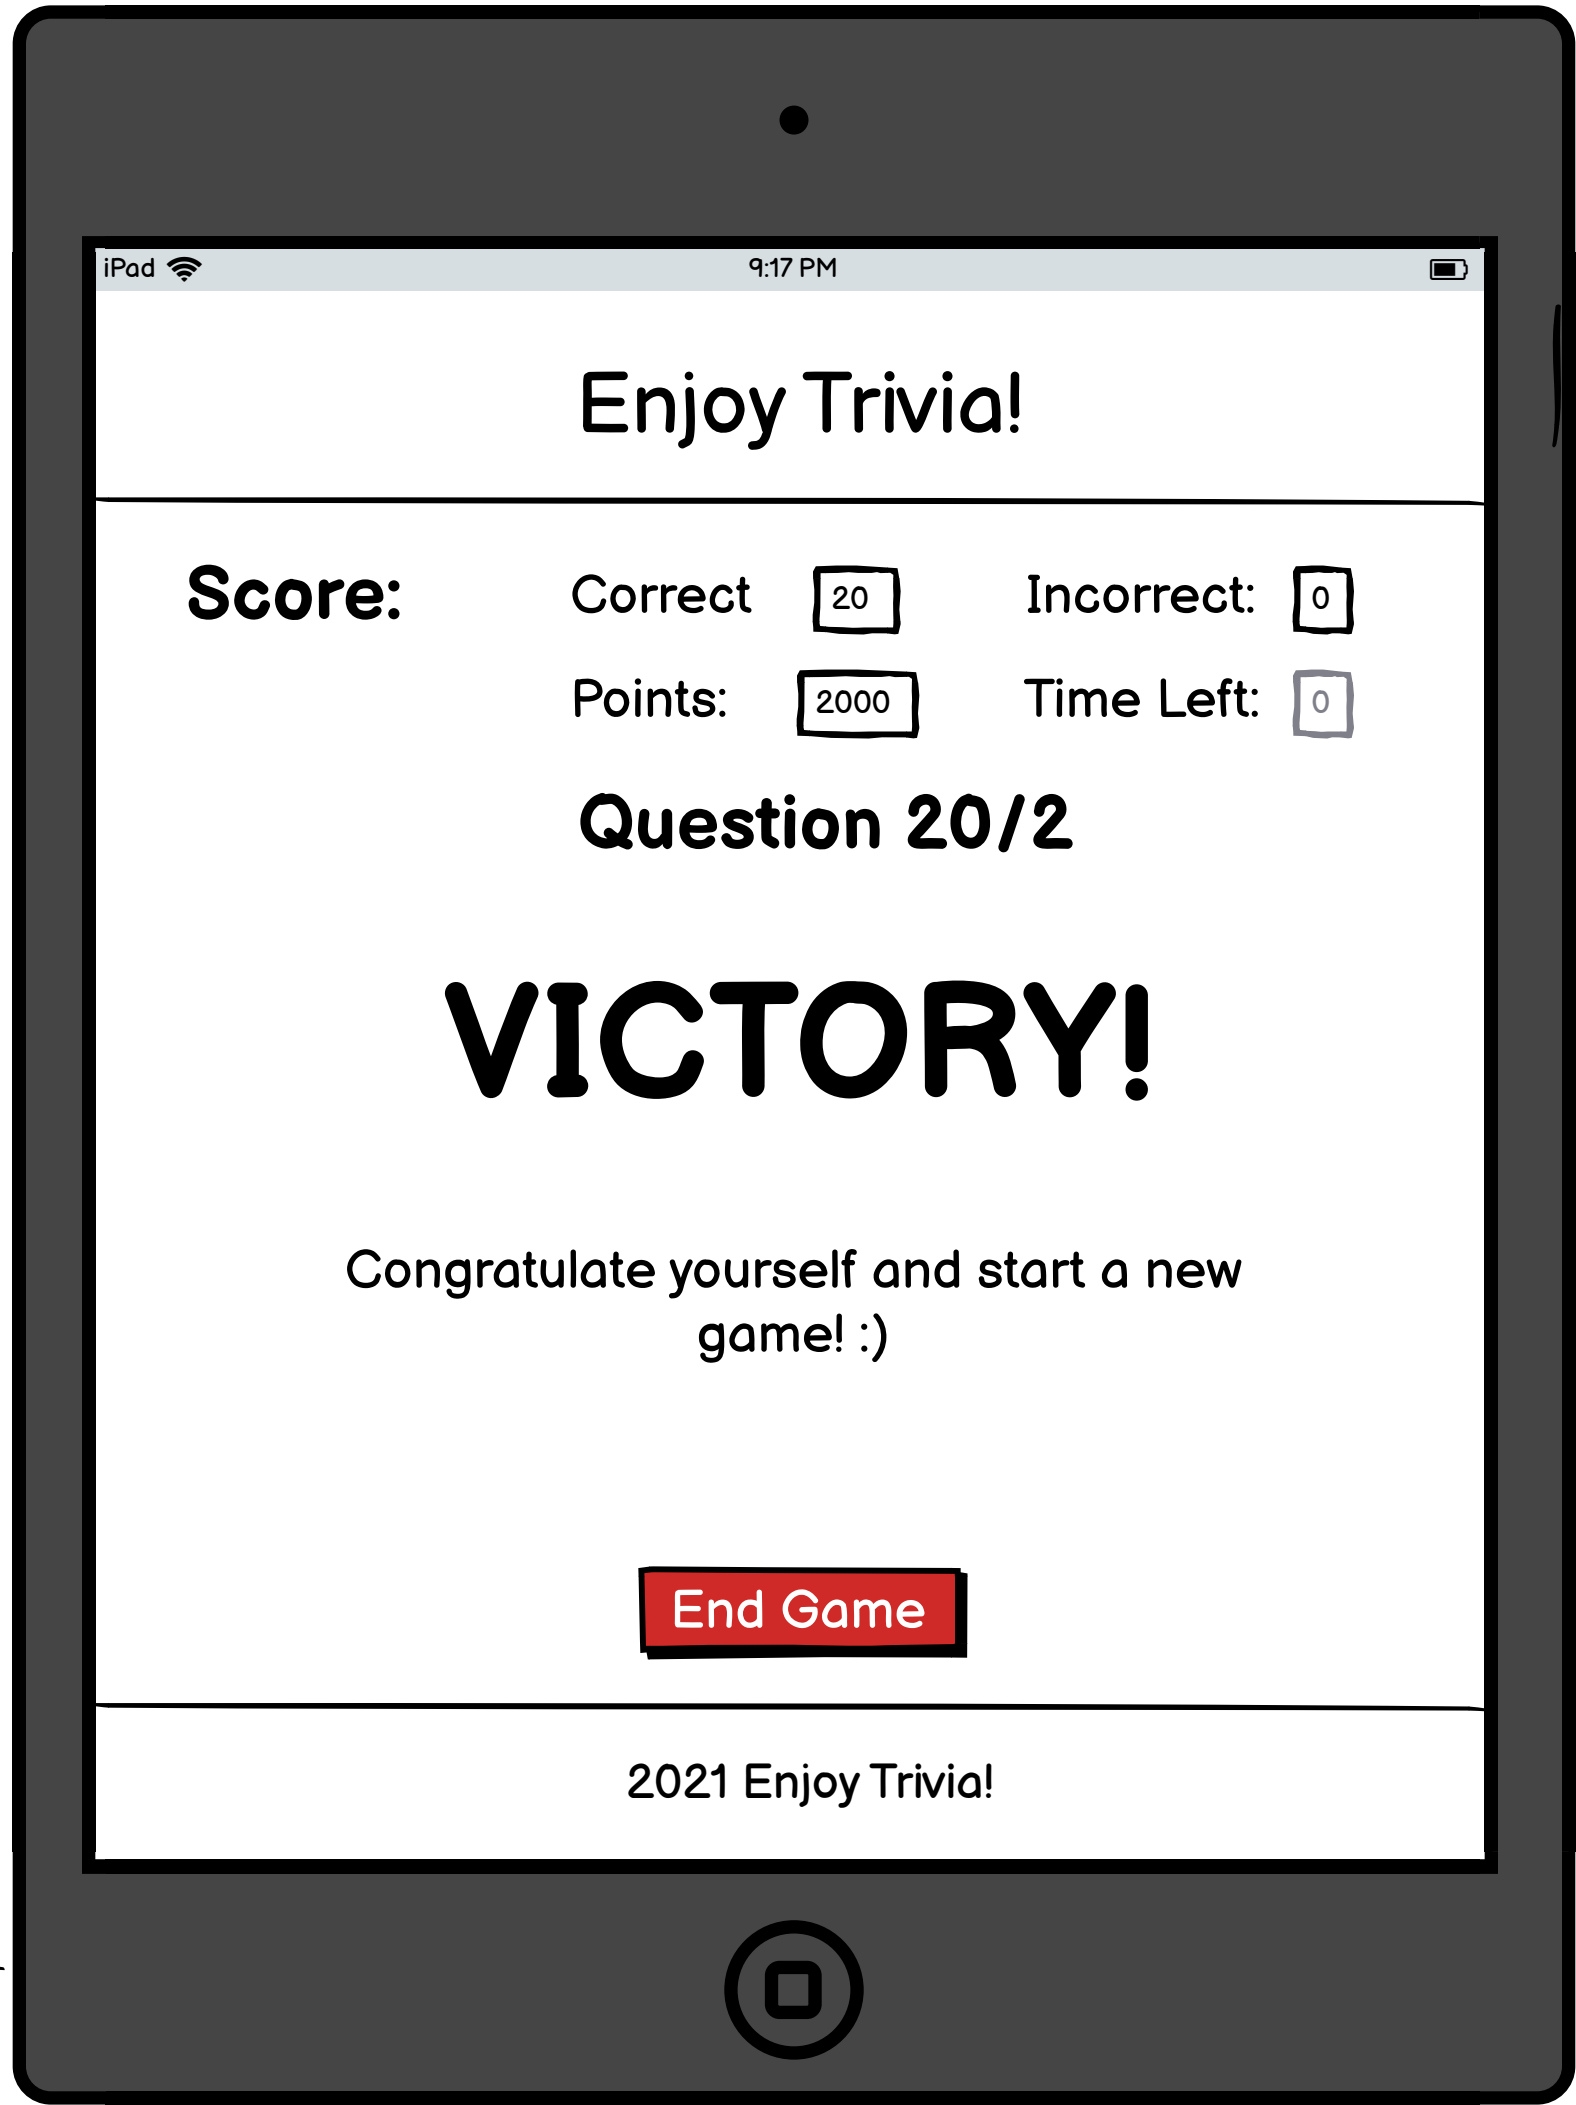 iPad 9:17 PM
Enjoy Trivia!
Score: Correct 20 Incorrect: 0
Points: 2000 Time Left: 0
Question 20/2
VICTORY!
Congratulate yourself and start a new
game! :)
End Game
2021 Enjoy Trivia!